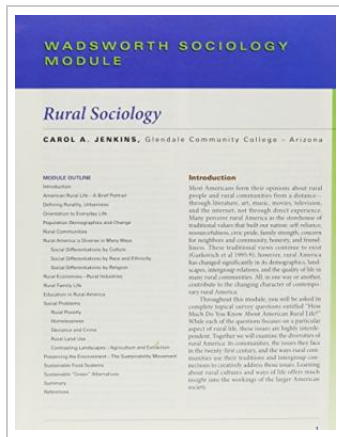 WADSWORTH SOCIOLOGY
MODULE
Rural Sociology
CAROL A. JENKINS, Glendale Community College – Arizona
MODULE OUTLINE
Introduction
American Rural Life – A Brief Portrait
Defining Rurality, Urbanness
Orientation to Everyday Life
Population Demographics and Change
Rural Communities
Rural America is Diverse in Many Ways
Social Differentiations by Culture
Social Differentiations by Race and Ethnicity
Social Differentiations by Religion
Rural Economies – Rural Industries
Rural Family Life
Education in Rural America
Social Problems
Rural Poverty
Homelessness
Deviance and Crime
Rural Land Use
Contrasting Landscapes: Agriculture and Extraction
Preserving the Environment – The Sustainability Movement
Sustainable Food Systems
Sustainable "Green" Alternatives
Summary
References
Introduction
Most Americans form their opinions about rural
people and rural communities from a distance—
through literature, art, music, movies, television,
and the internet, not through direct experience.
Many perceive rural America as the storehouse of
traditional values that built our nation: self-reliance,
resourcefulness, civic pride, family strength, concern
for neighbors and community, honesty, and friend-
liness. These traditional views continue to exist
(Gurkovich et al 1995:9); however, rural America
has changed significantly in its demographics, land-
scapes, intergroup relations, and the quality of life in
many rural communities. All, in one way or another,
contribute to the changing character of contempo-
rary rural America.
Throughout this module, you will be asked to
complete topical survey questions entitled "How
Much Do You Know About American Rural Life?"
While each of the questions focuses on a particular
aspect of rural life, these issues are highly interde-
pendent. Together we will examine the diversities of
rural America: its communities, the issues they face
in the twenty-first century, and the ways rural com-
munities use their traditions and intergroup con-
nections to creatively address those issues. Learning
about rural cultures and ways of life offers much
insight into the workings of the larger American
society.
1